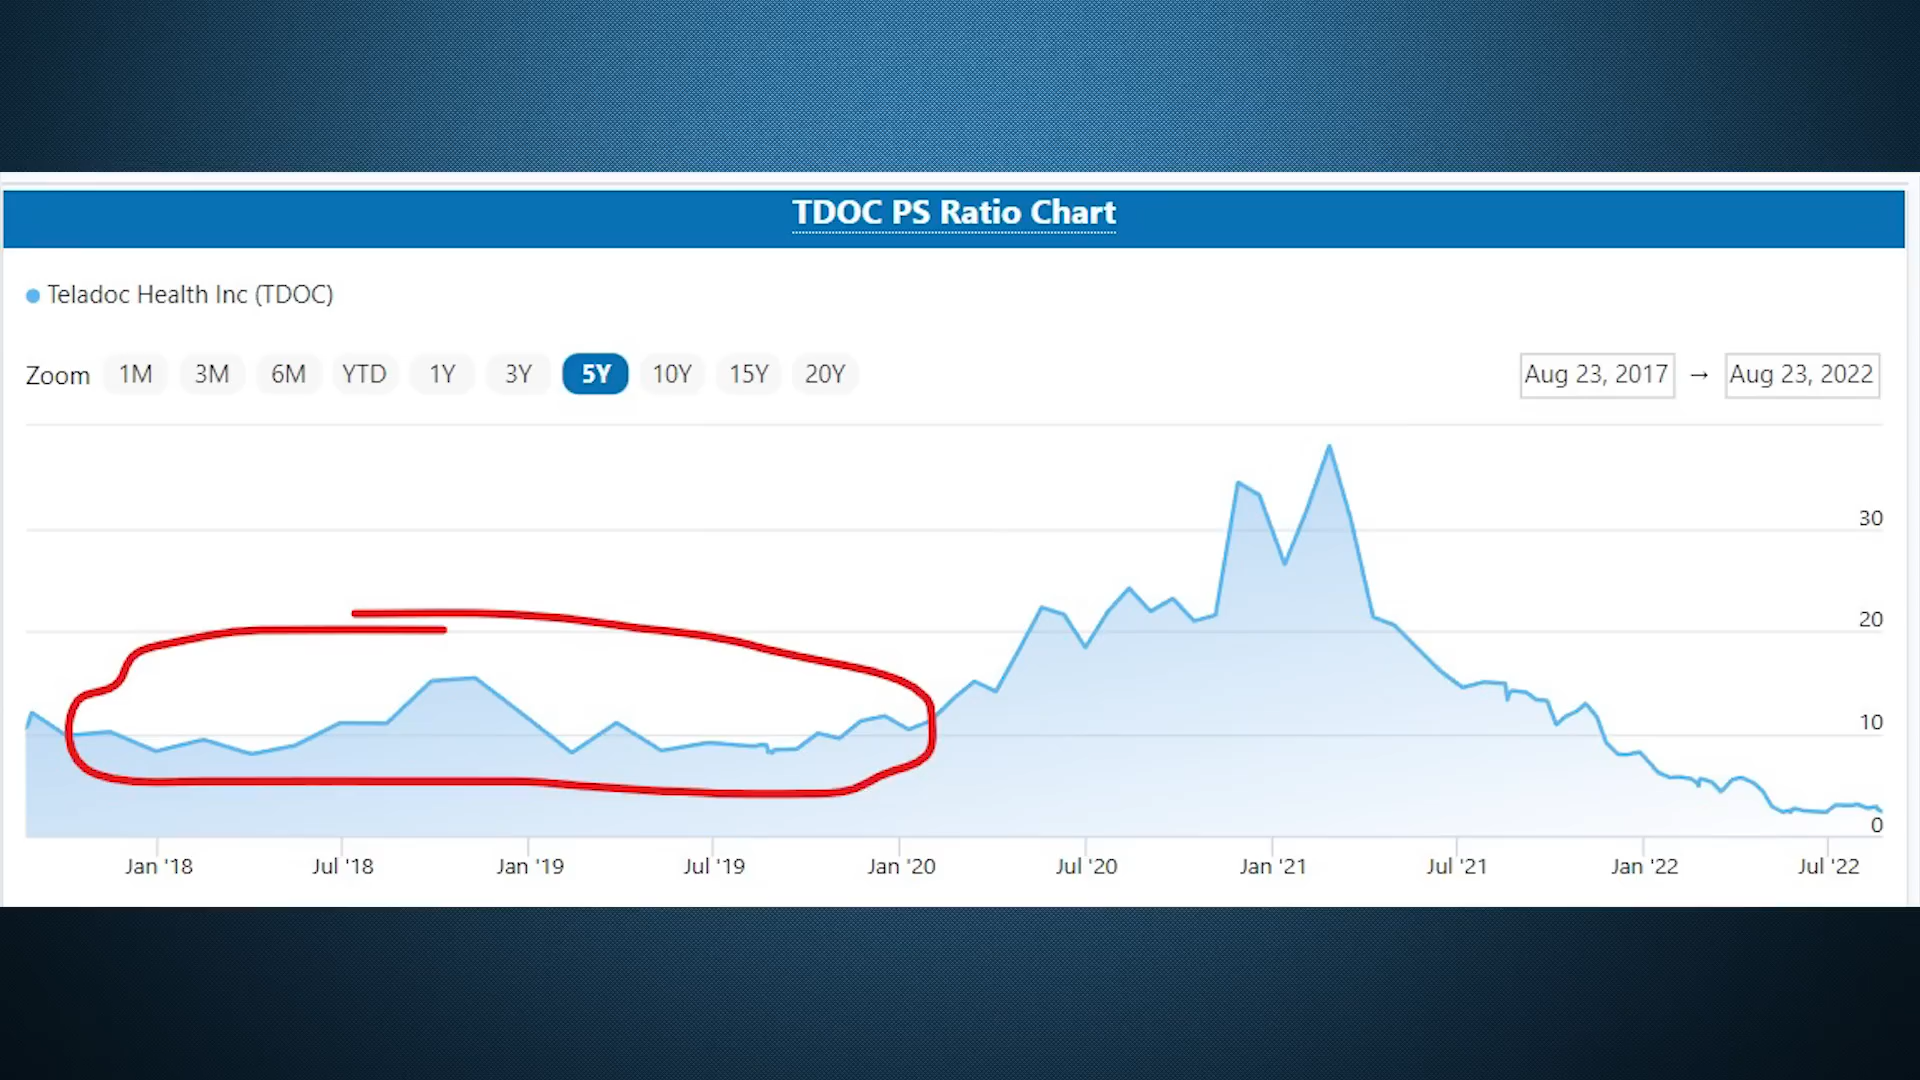 TDOC PS Ratio Chart
Teladoc Health Inc (TDOC)
Zoom 1M 3M 6M YTD 1Y 3Y 5Y 10Y 15Y 20Y Aug 23, 2017 → Aug 23, 2022
30
20
10
0
Jan '18 Jul '18 Jan '19 Jul '19 Jan '20 Jul '20 Jan '21 Jul '21 Jan '22 Jul '22